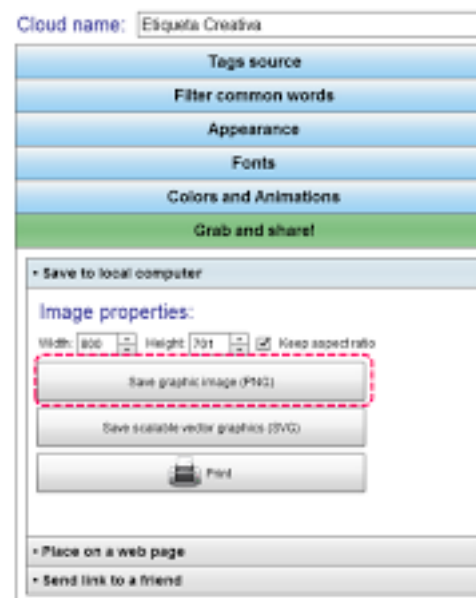 Cloud name: Etiqueta Creativa
Tags source
Filter common words
Appearance
Fonts
Colors and Animations
Grab and share!
• Save to local computer
Image properties:
Width: 800 Height: 701 Keep aspect ratio
Save graphic image (PNG)
Save scalable vector graphics (SVG)
Print
• Place on a web page
• Send link to a friend